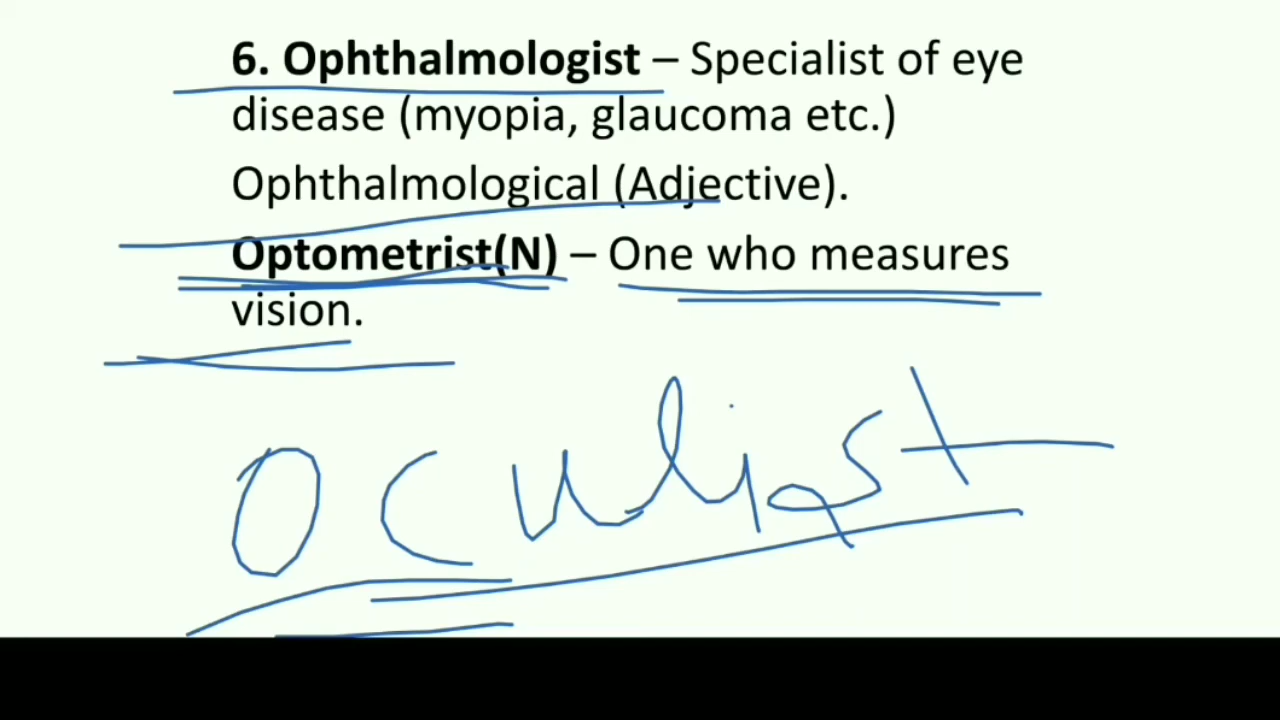 6. Ophthalmologist – Specialist of eye
disease (myopia, glaucoma etc.)
Ophthalmological (Adjective).
Optometrist(N) – One who measures
vision.
Oculist